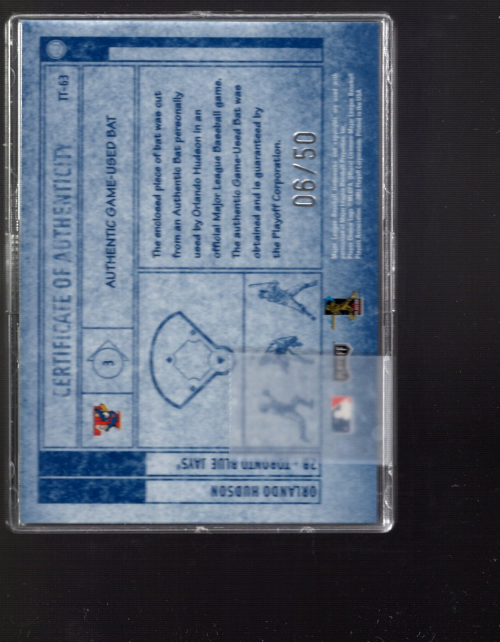 CERTIFICATE OF AUTHENTICITY
TT-63
3
AUTHENTIC GAME-USED BAT
The enclosed piece of bat was cut
from an Authentic Bat personally
used by Orlando Hudson in an
official Major League Baseball game.
The authentic Game-Used Bat was
obtained and is guaranteed by
the Playoff Corporation.
06/50
2B - TORONTO BLUE JAYS
ORLANDO HUDSON
PLAYOFF